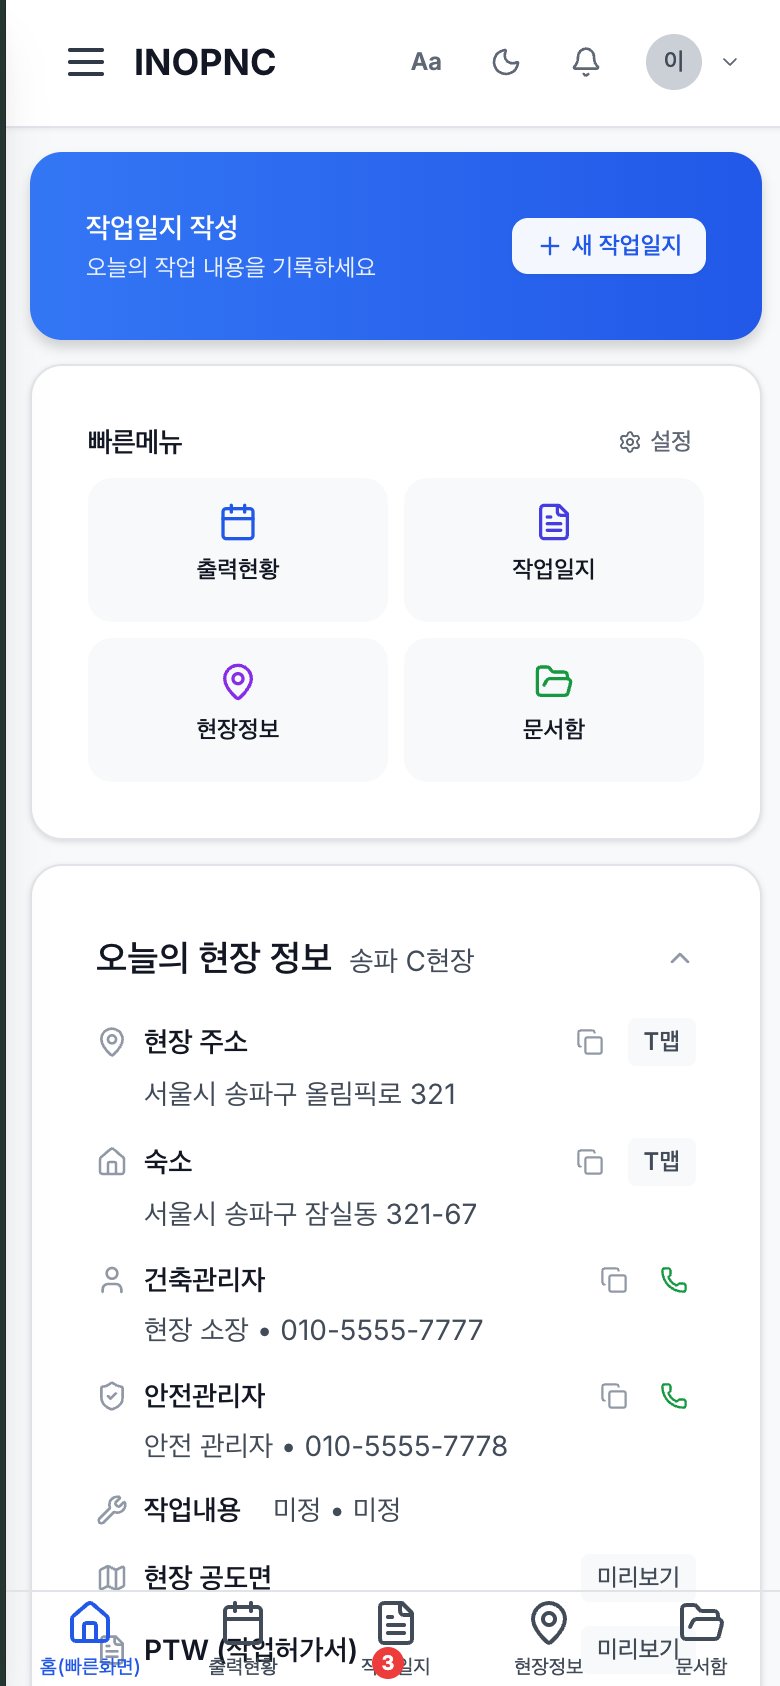 INOPNC Aa 이
작업일지 작성
오늘의 작업 내용을 기록하세요
새 작업일지
빠른메뉴 설정
출력현황 작업일지
현장정보 문서함
오늘의 현장 정보 송파 C현장
현장 주소 T맵
서울시 송파구 올림픽로 321
숙소 T맵
서울시 송파구 잠실동 321-67
건축관리자
현장 소장 • 010-5555-7777
안전관리자
안전 관리자 • 010-5555-7778
작업내용 미정 • 미정
현장 공도면 미리보기
PTW (작업허가서) 미리보기
홈(빠른화면) 출력현황 작 3 일지 현장정보 문서함